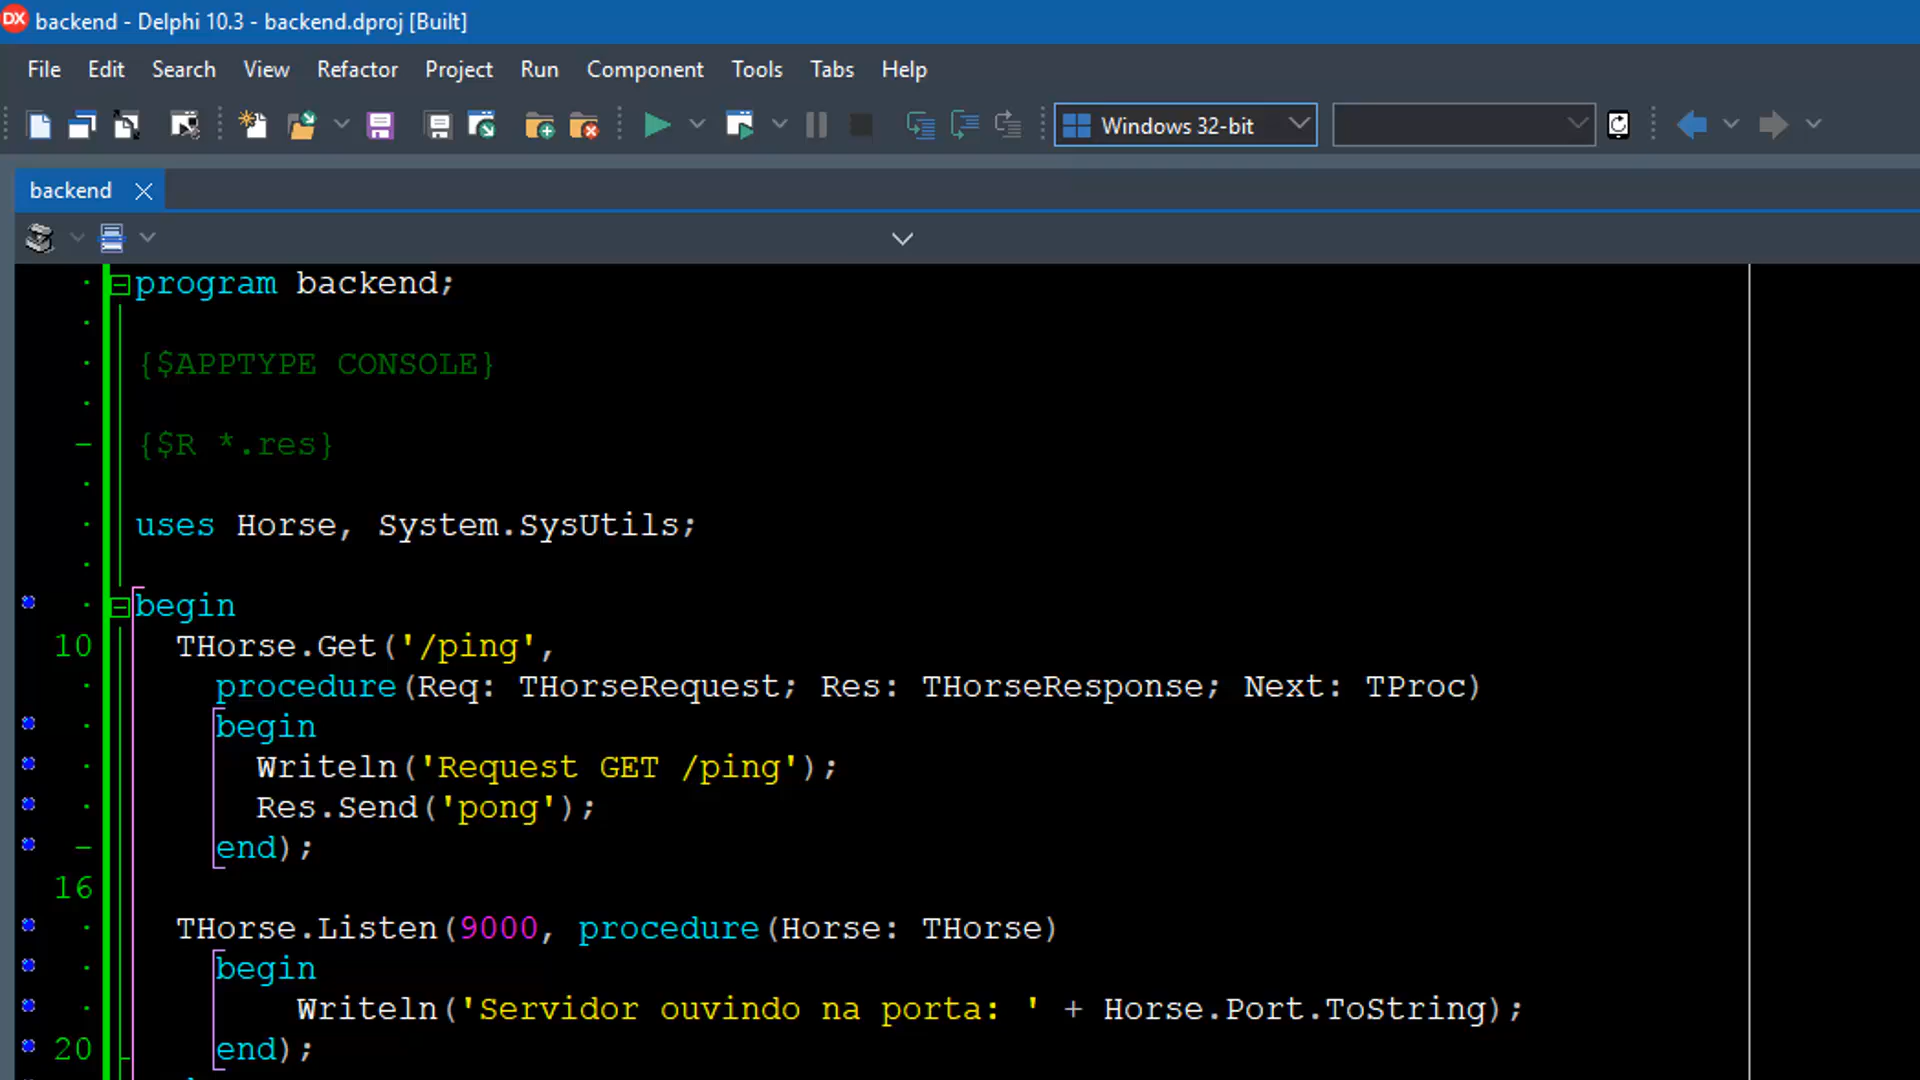 DX backend - Delphi 10.3 - backend.dproj [Built]
File Edit Search View Refactor Project Run Component Tools Tabs Help
Windows 32-bit
backend
program backend;
{$APPTYPE CONSOLE}
{$R *.res}
uses Horse, System.SysUtils;
begin
10 THorse.Get('/ping',
procedure(Req: THorseRequest; Res: THorseResponse; Next: TProc)
begin
Writeln('Request GET /ping');
Res.Send('pong');
end);
16
THorse.Listen(9000, procedure(Horse: THorse)
begin
Writeln('Servidor ouvindo na porta: ' + Horse.Port.ToString);
20 end);